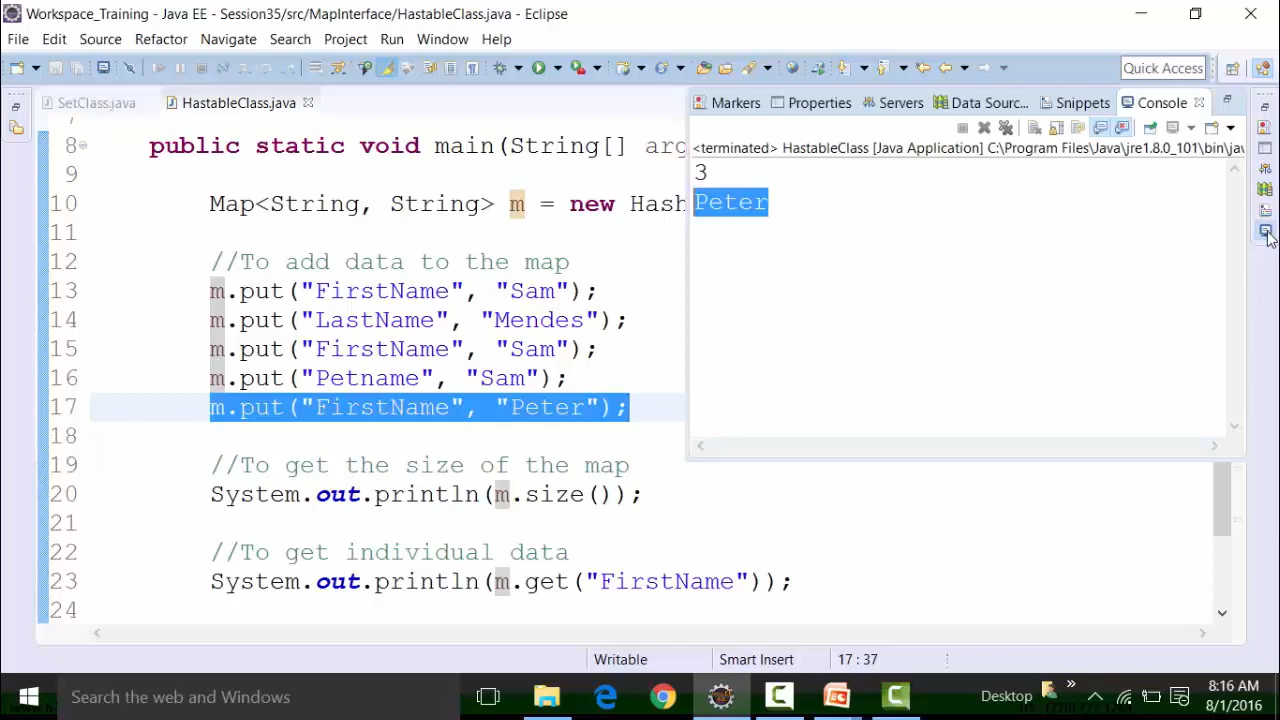 Workspace_Training - Java EE - Session35/src/MapInterface/HastableClass.java - Eclipse
File Edit Source Refactor Navigate Search Project Run Window Help
Quick Access
SetClass.java HastableClass.java
Markers Properties Servers Data Sourc... Snippets Console
<terminated> HastableClass [Java Application] C:\Program Files\Java\jre1.8.0_101\bin\jav
3
Peter
8 public static void main(String[] arg
9
10 Map<String, String> m = new Hash
11
12 //To add data to the map
13 m.put("FirstName", "Sam");
14 m.put("LastName", "Mendes");
15 m.put("FirstName", "Sam");
16 m.put("Petname", "Sam");
17 m.put("FirstName", "Peter");
18
19 //To get the size of the map
20 System.out.println(m.size());
21
22 //To get individual data
23 System.out.println(m.get("FirstName"));
24
Writable Smart Insert 17 : 37
Search the web and Windows
Desktop
8:16 AM
8/1/2016